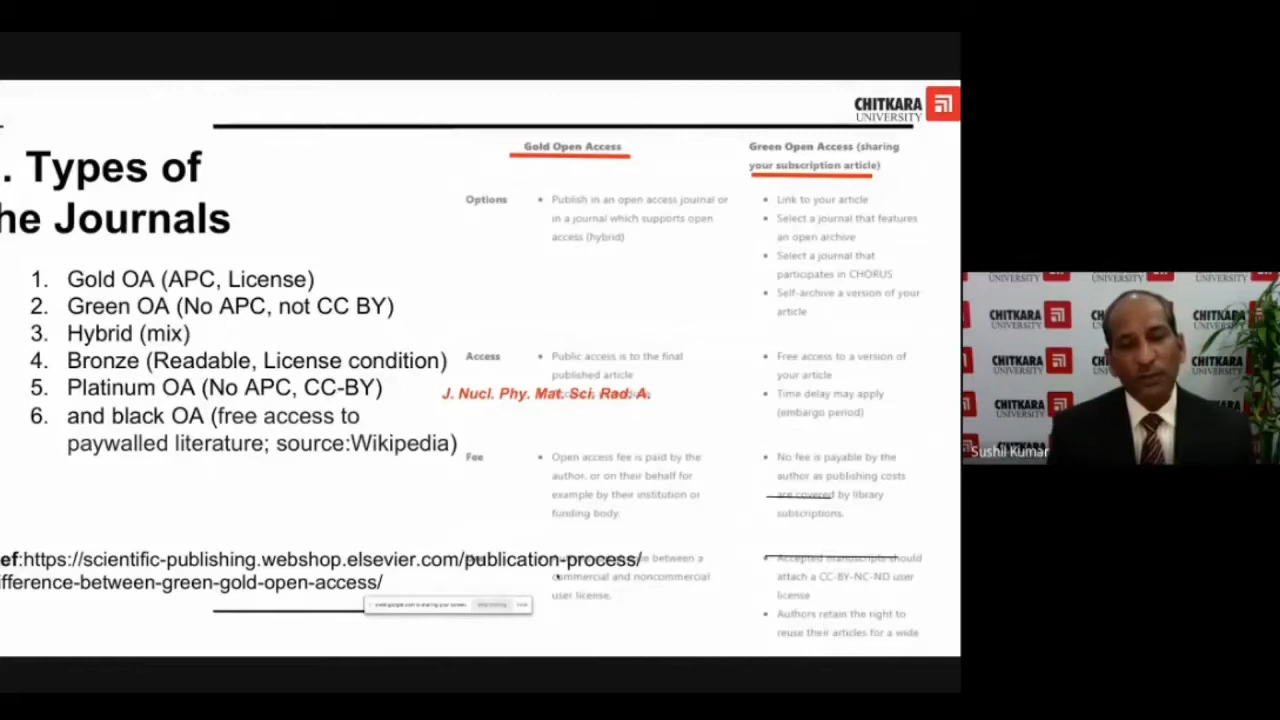 CHITKARA
UNIVERSITY
. Types of
he Journals
1. Gold OA (APC, License)
2. Green OA (No APC, not CC BY)
3. Hybrid (mix)
4. Bronze (Readable, License condition)
5. Platinum OA (No APC, CC-BY)
6. and black OA (free access to
paywalled literature; source:Wikipedia)
ef:https://scientific-publishing.webshop.elsevier.com/publication-process/
ifference-between-green-gold-open-access/
Gold Open Access
Green Open Access (sharing
your subscription article)
Options
• Publish in an open access journal or
in a journal which supports open
access (hybrid)
• Link to your article
• Select a journal that features
an open archive
• Select a journal that
participates in CHORUS
• Self-archive a version of your
article
Access
• Public access is to the final
published article
J. Nucl. Phy. Mat. Sci. Rad. A.
• Free access to a version of
your article
• Time delay may apply
(embargo period)
Fee
• Open access fee is paid by the
author, or on their behalf for
example by their institution or
funding body.
• No fee is payable by the
author as publishing costs
are covered by library
subscriptions.
between a
commercial and noncommercial
user license.
• Accepted manuscripts should
attach a CC-BY-NC-ND user
license
• Authors retain the right to
reuse their articles for a wide
UNIVERSITY
UNIVERSITY
UNIVERSITY
CHITKARA
UNIVERSITY
CHITKARA
UNIVERSITY
CHITKARA
Sushil Kumar